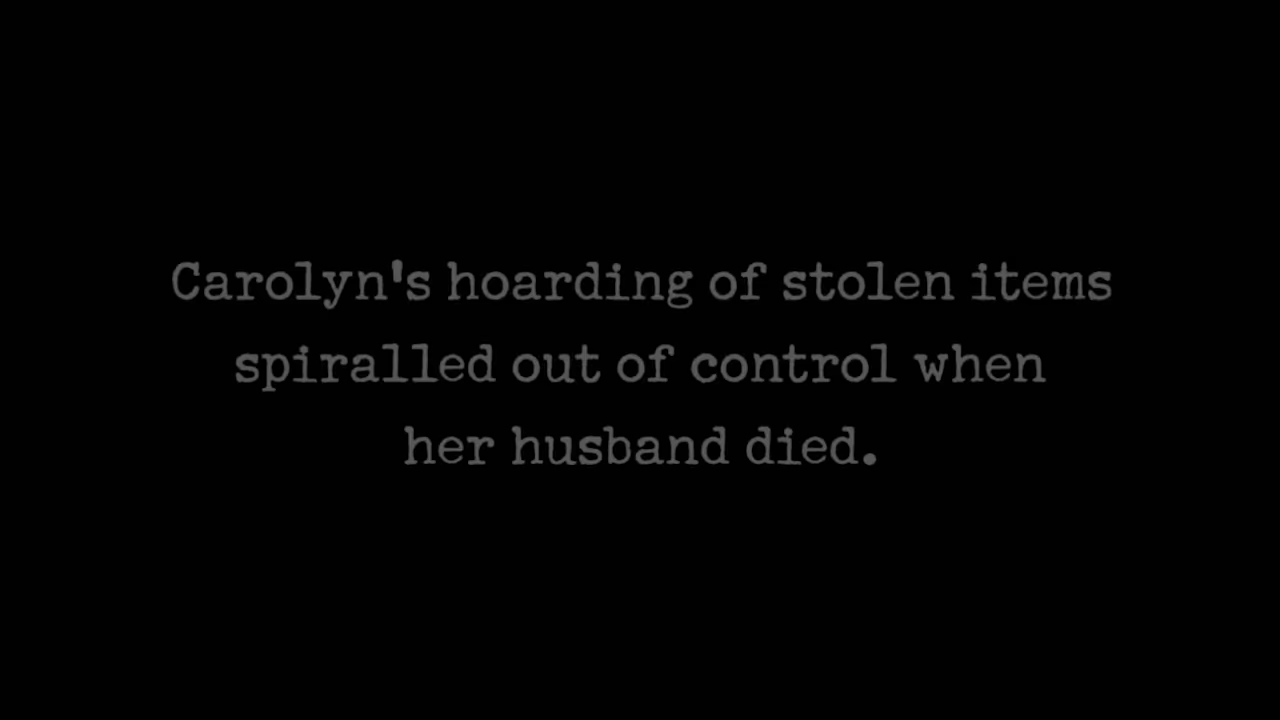 Carolyn's hoarding of stolen items
spiralled out of control when
her husband died.